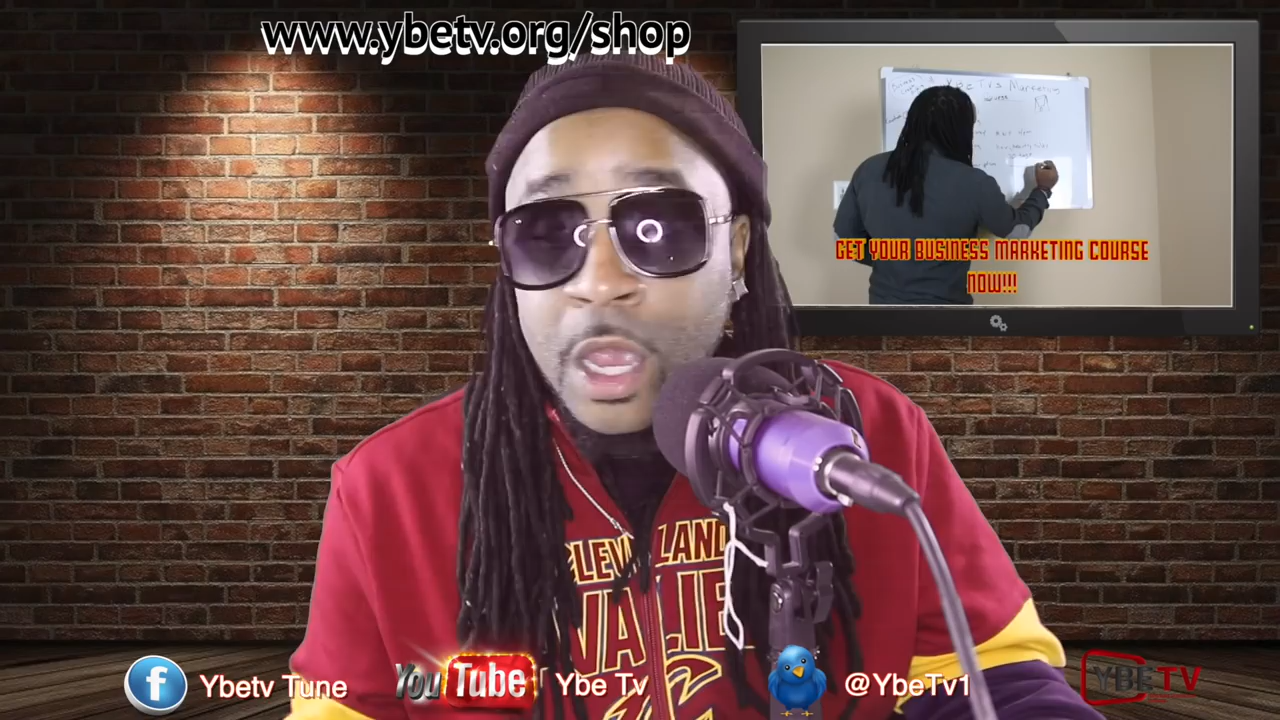 www.ybetv.org/shop
GET YOUR BUSINESS MARKETING COURSE
NOW!!!
CLEVELAND
CAVALIERS
f Ybetv Tune
YouTube Ybe Tv
@YbeTv1
YBE TV